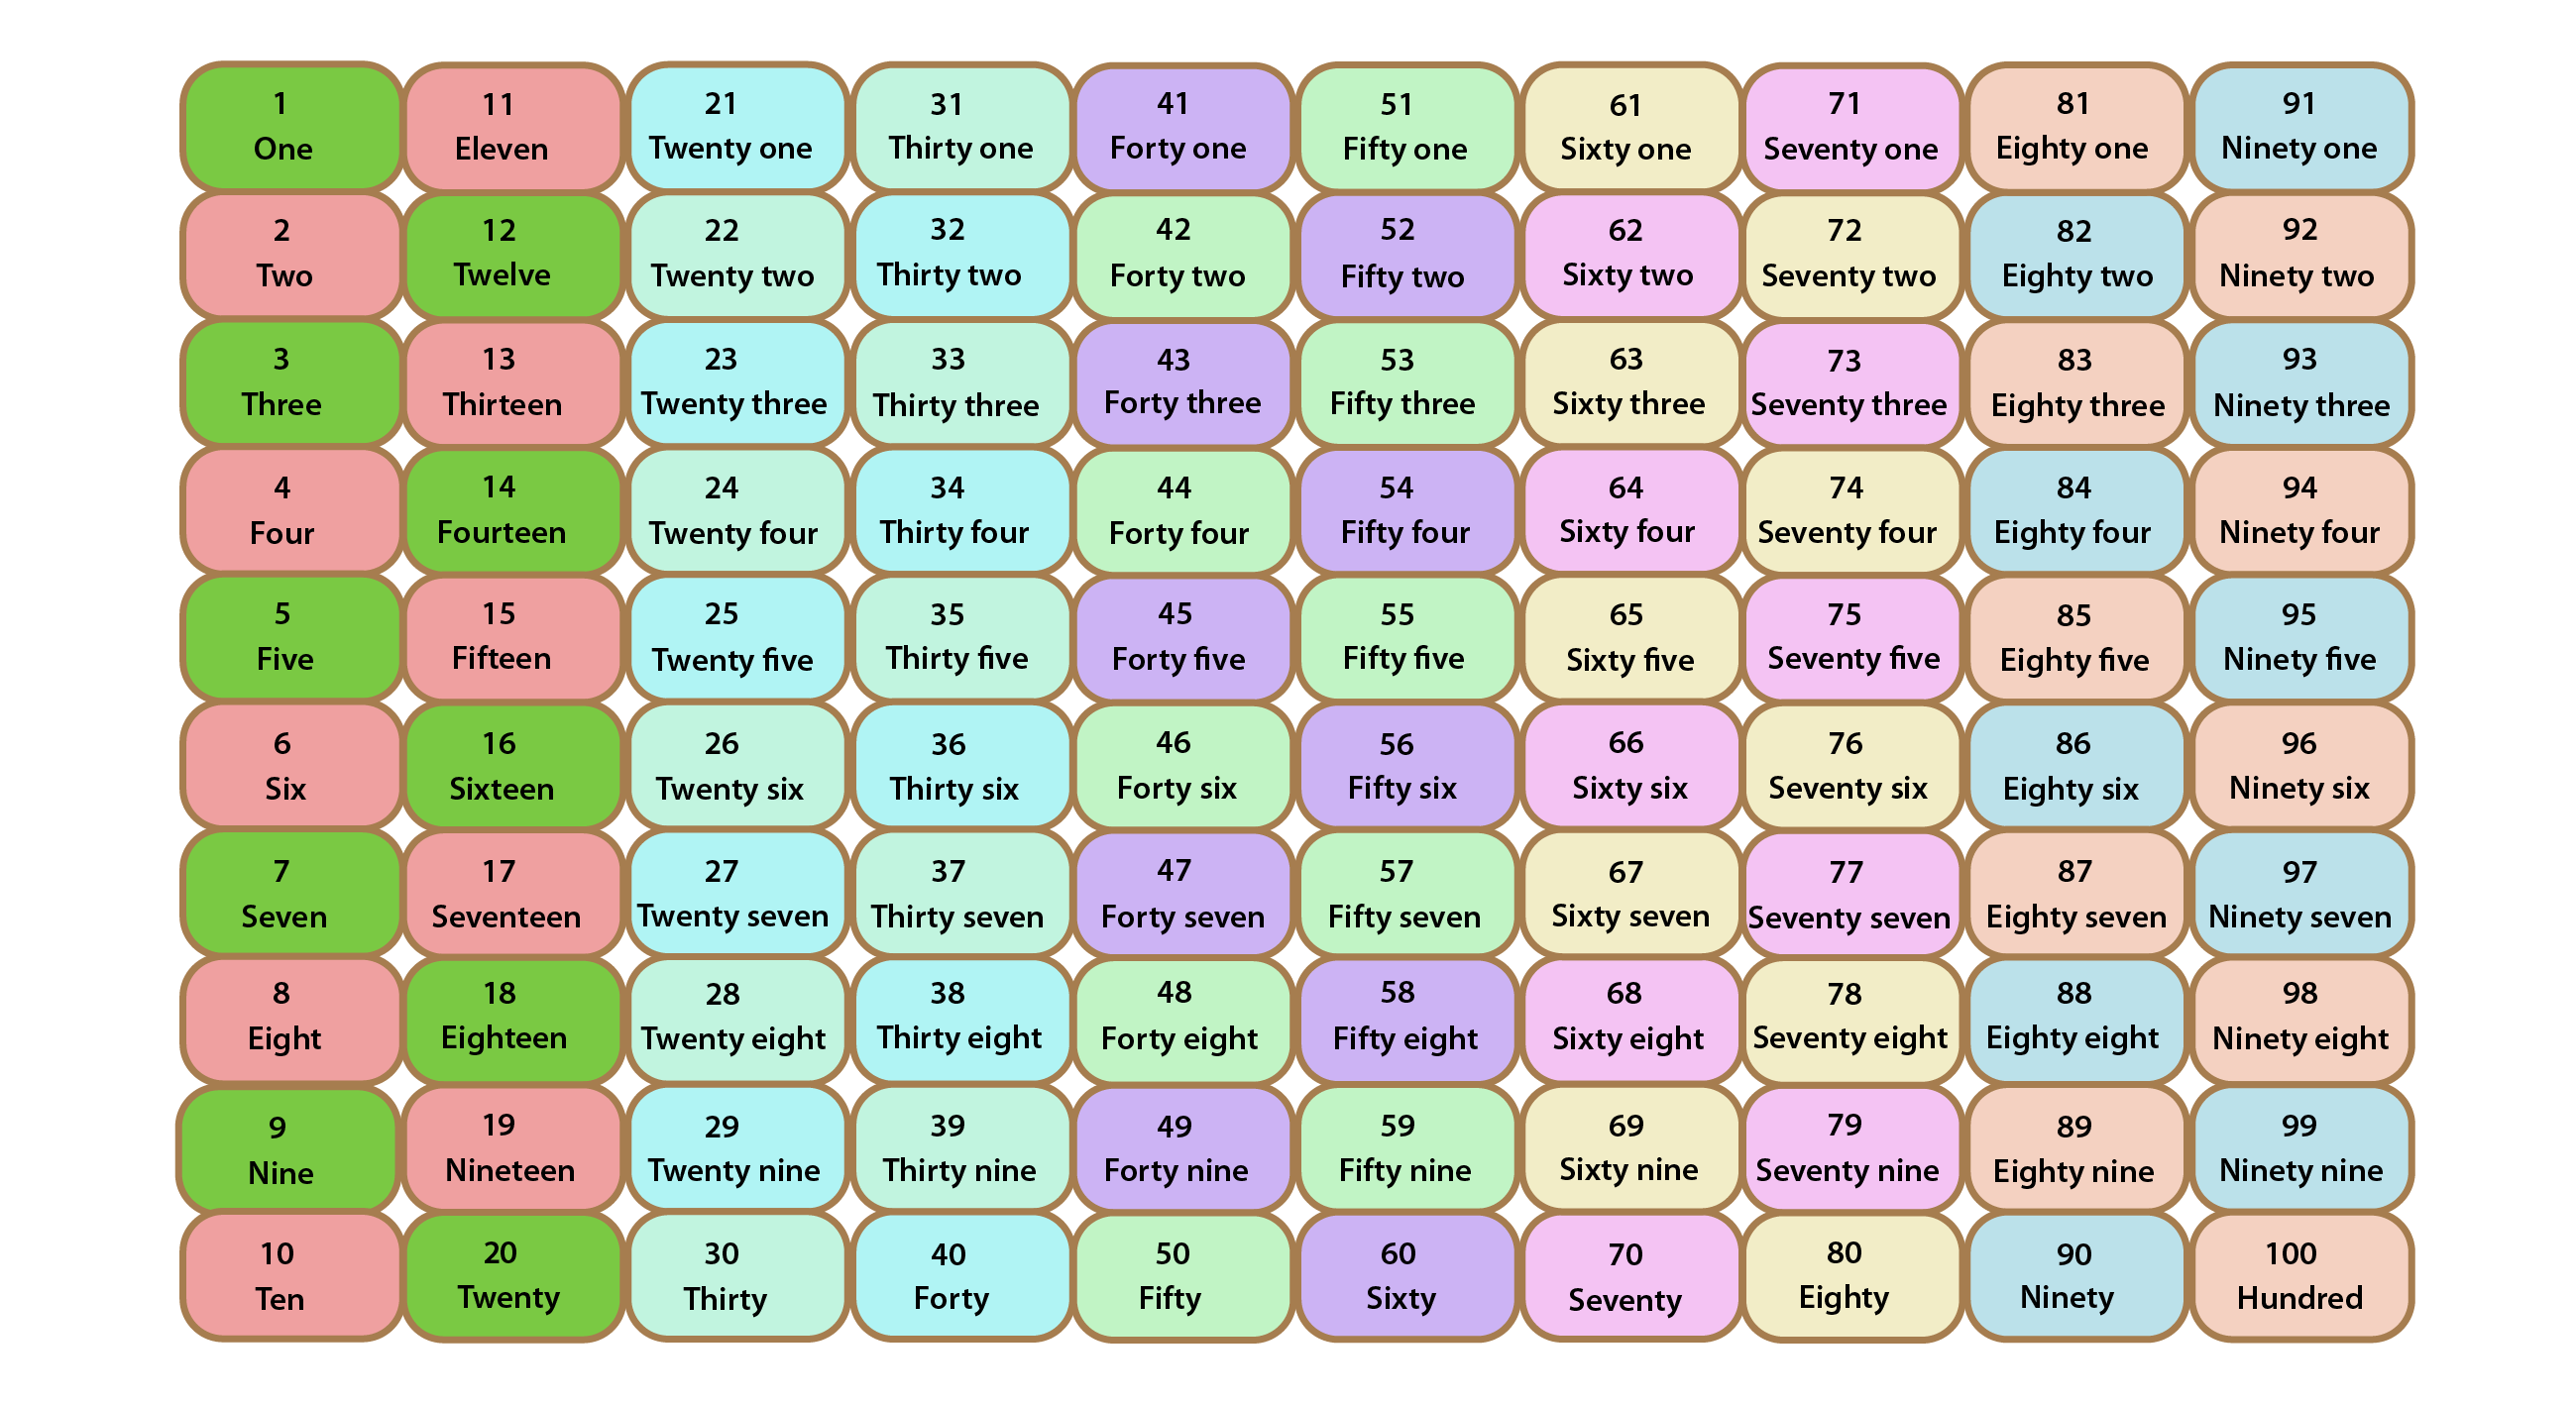 1 11 21 31 41 51 61 71 81 91
One Eleven Twenty one Thirty one Forty one Fifty one Sixty one Seventy one Eighty one Ninety one
2 12 22 32 42 52 62 72 82 92
Two Twelve Twenty two Thirty two Forty two Fifty two Sixty two Seventy two Eighty two Ninety two
3 13 23 33 43 53 63 73 83 93
Three Thirteen Twenty three Thirty three Forty three Fifty three Sixty three Seventy three Eighty three Ninety three
4 14 24 34 44 54 64 74 84 94
Four Fourteen Twenty four Thirty four Forty four Fifty four Sixty four Seventy four Eighty four Ninety four
5 15 25 35 45 55 65 75 85 95
Five Fifteen Twenty five Thirty five Forty five Fifty five Sixty five Seventy five Eighty five Ninety five
6 16 26 36 46 56 66 76 86 96
Six Sixteen Twenty six Thirty six Forty six Fifty six Sixty six Seventy six Eighty six Ninety six
7 17 27 37 47 57 67 77 87 97
Seven Seventeen Twenty seven Thirty seven Forty seven Fifty seven Sixty seven Seventy seven Eighty seven Ninety seven
8 18 28 38 48 58 68 78 88 98
Eight Eighteen Twenty eight Thirty eight Forty eight Fifty eight Sixty eight Seventy eight Eighty eight Ninety eight
9 19 29 39 49 59 69 79 89 99
Nine Nineteen Twenty nine Thirty nine Forty nine Fifty nine Sixty nine Seventy nine Eighty nine Ninety nine
10 20 30 40 50 60 70 80 90 100
Ten Twenty Thirty Forty Fifty Sixty Seventy Eighty Ninety Hundred